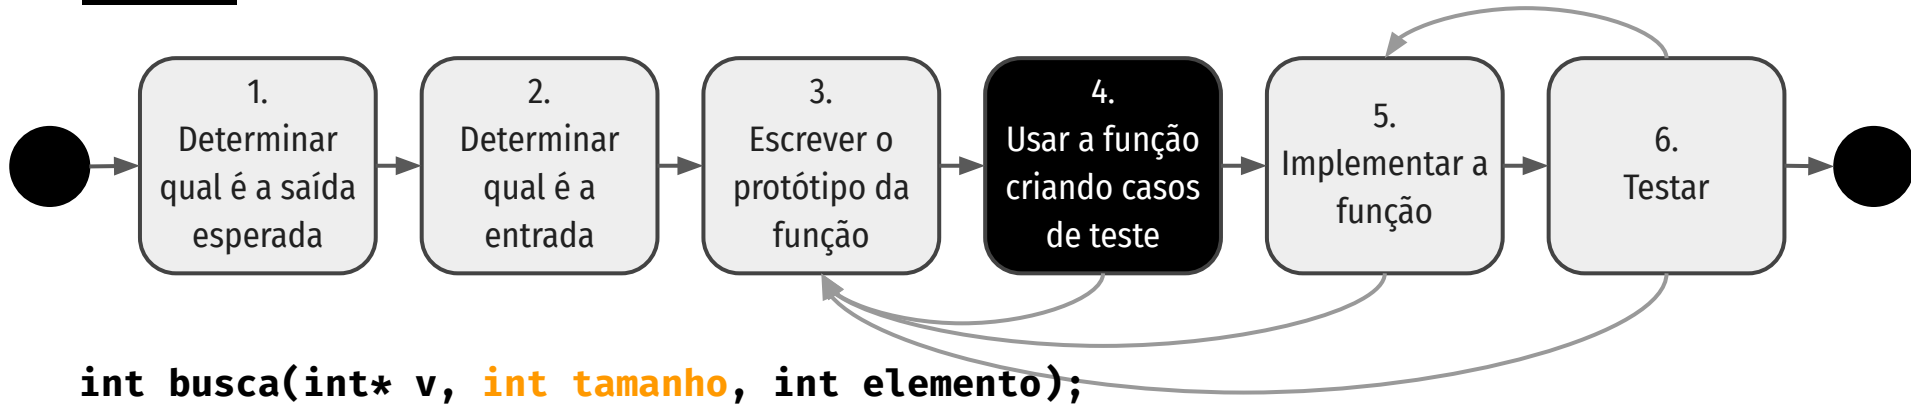 1.
Determinar
qual é a saída
esperada
2.
Determinar
qual é a
entrada
3.
Escrever o
protótipo da
função
4.
Usar a função
criando casos
de teste
5.
Implementar a
função
6.
Testar
int busca(int* v, int tamanho, int elemento);